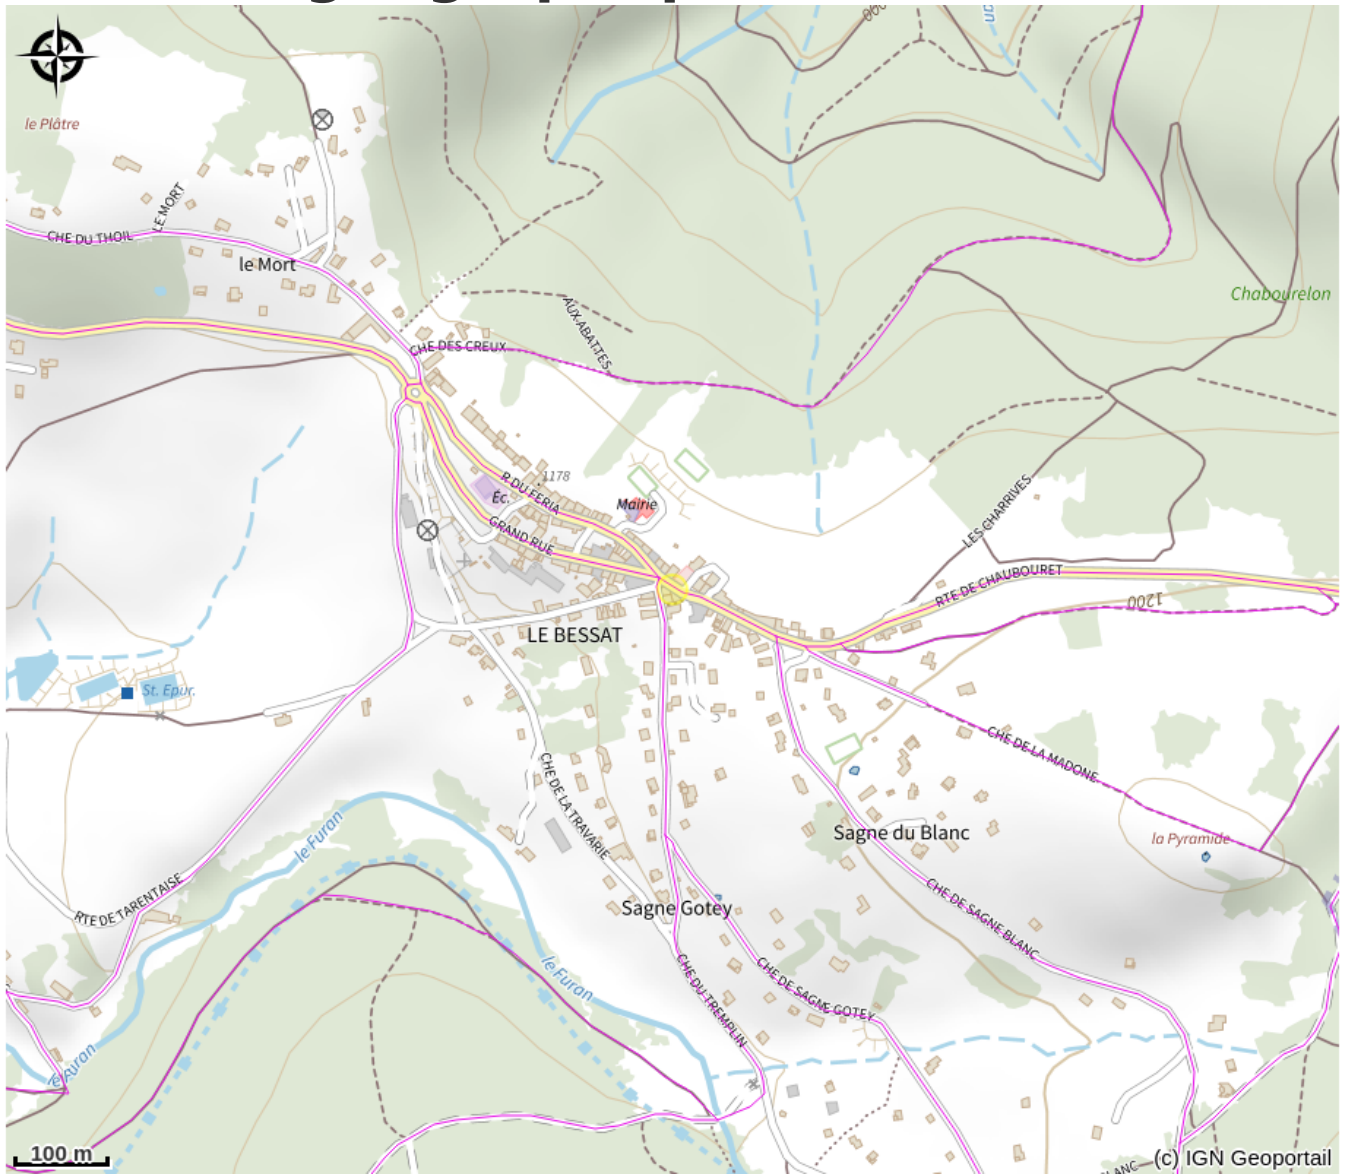 le Plâtre
LE MORT
CHE DU THOIL
le Mort
Chabourelon
AUX ABATTES
CHE DES CREUX
1178
R DU FERIA
Éc.
Mairie
GRAND RUE
LES CHARRIVES
RTE DE CHAUBOURET
1200
LE BESSAT
St. Epur.
CHE DE LA MADONE
CHE DE LA TRAVARIE
le Furan
Sagne du Blanc
la Pyramide
RTE DE TARENTAISE
Sagne Gotey
CHE DE SAGNE BLANC
le Furan
CHE DU TREMPLIN
CHE DE SAGNE GOTEY
le Furan
100 m
(c) IGN Geoportail